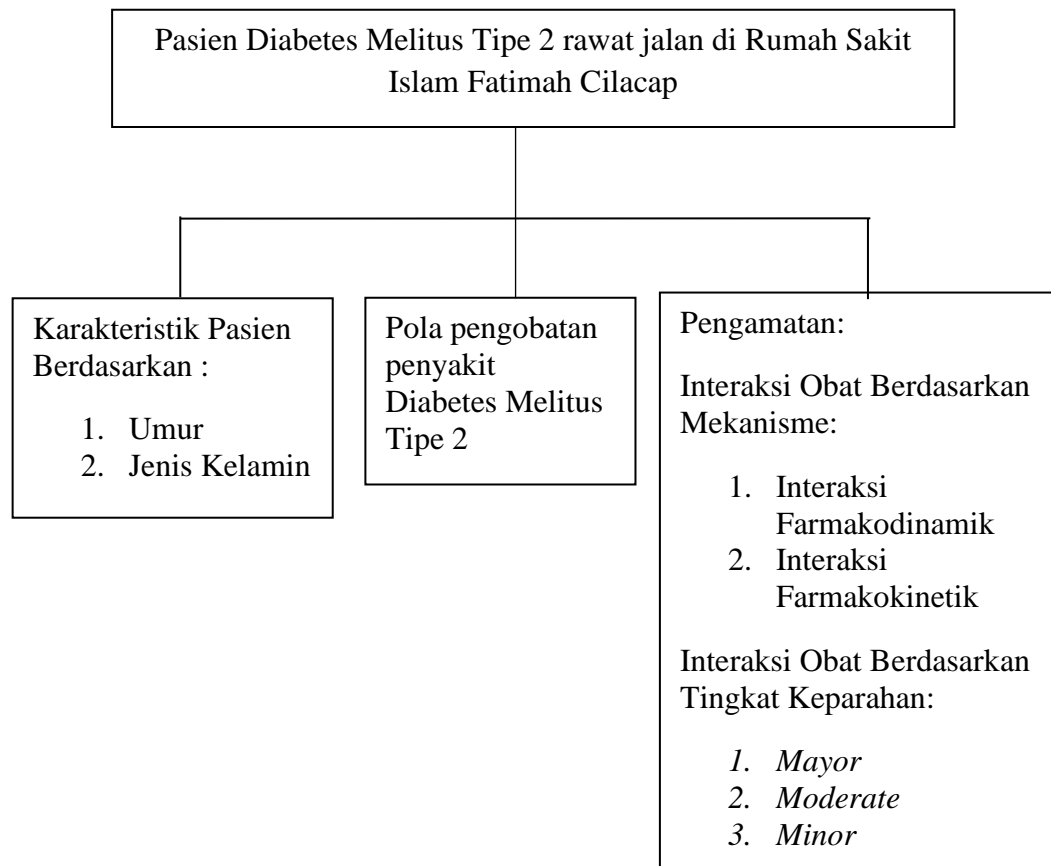 Pasien Diabetes Melitus Tipe 2 rawat jalan di Rumah Sakit
Islam Fatimah Cilacap
Karakteristik Pasien
Berdasarkan :
1. Umur
2. Jenis Kelamin
Pola pengobatan
penyakit
Diabetes Melitus
Tipe 2
Pengamatan:
Interaksi Obat Berdasarkan
Mekanisme:
1. Interaksi
Farmakodinamik
2. Interaksi
Farmakokinetik
Interaksi Obat Berdasarkan
Tingkat Keparahan:
1. Mayor
2. Moderate
3. Minor